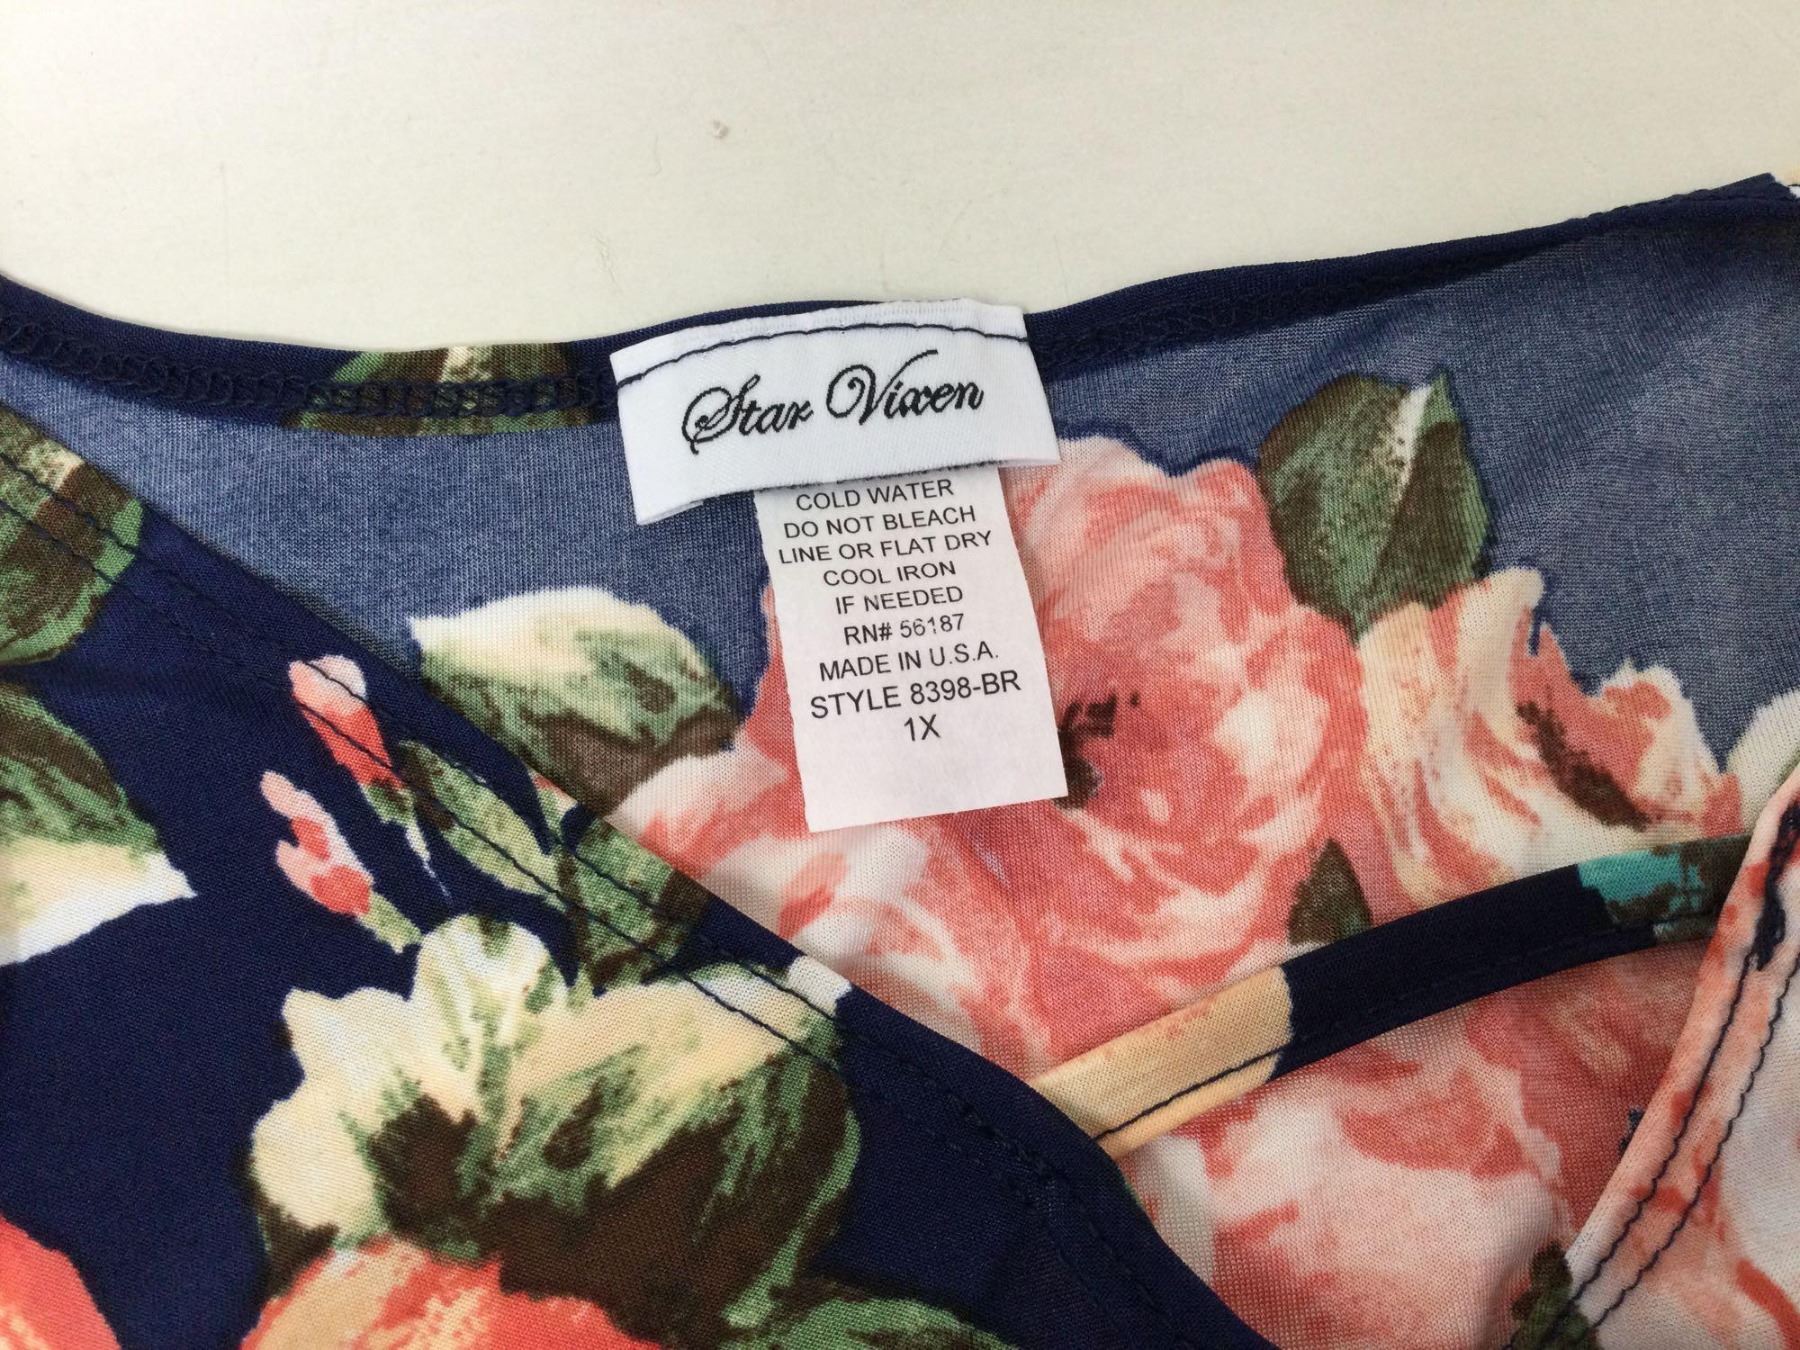 Star Vixen
COLD WATER
DO NOT BLEACH
LINE OR FLAT DRY
COOL IRON
IF NEEDED
RN# 56187
MADE IN U.S.A.
STYLE 8398-BR
1X